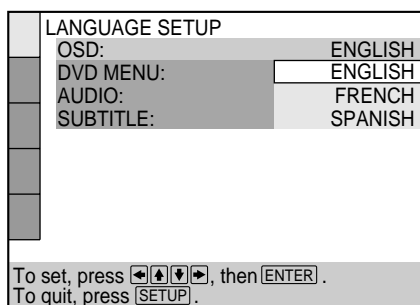 LANGUAGE SETUP
OSD: ENGLISH
DVD MENU: ENGLISH
AUDIO: FRENCH
SUBTITLE: SPANISH
To set, press ←↑↓→, then ENTER .
To quit, press SETUP .